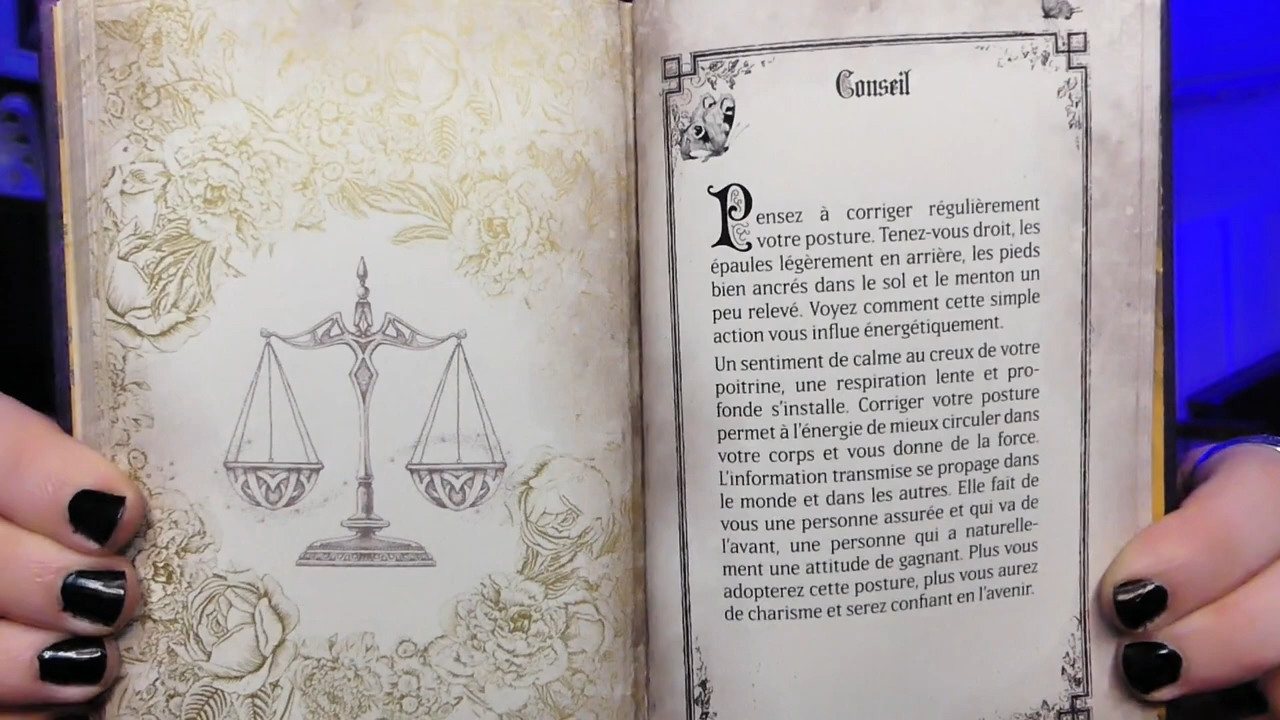 Conseil
Pensez à corriger régulièrement
votre posture. Tenez-vous droit, les
épaules légèrement en arrière, les pieds
bien ancrés dans le sol et le menton un
peu relevé. Voyez comment cette simple
action vous influe énergétiquement.
Un sentiment de calme au creux de votre
poitrine, une respiration lente et pro-
fonde s'installe. Corriger votre posture
permet à l'énergie de mieux circuler dans
votre corps et vous donne de la force.
L'information transmise se propage dans
le monde et dans les autres. Elle fait de
vous une personne assurée et qui va de
l'avant, une personne qui a naturelle-
ment une attitude de gagnant. Plus vous
adopterez cette posture, plus vous aurez
de charisme et serez confiant en l'avenir.